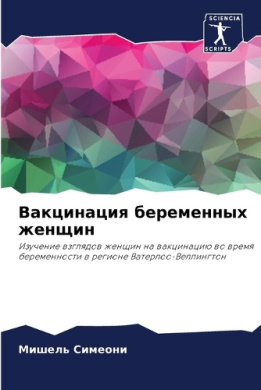 SCIENCIA
SCRIPTS
Вакцинация беременных
женщин
Изучение взглядов женщин на вакцинацию во время
беременности в регионе Ватерлоо-Веллингтон
Мишель Симеони